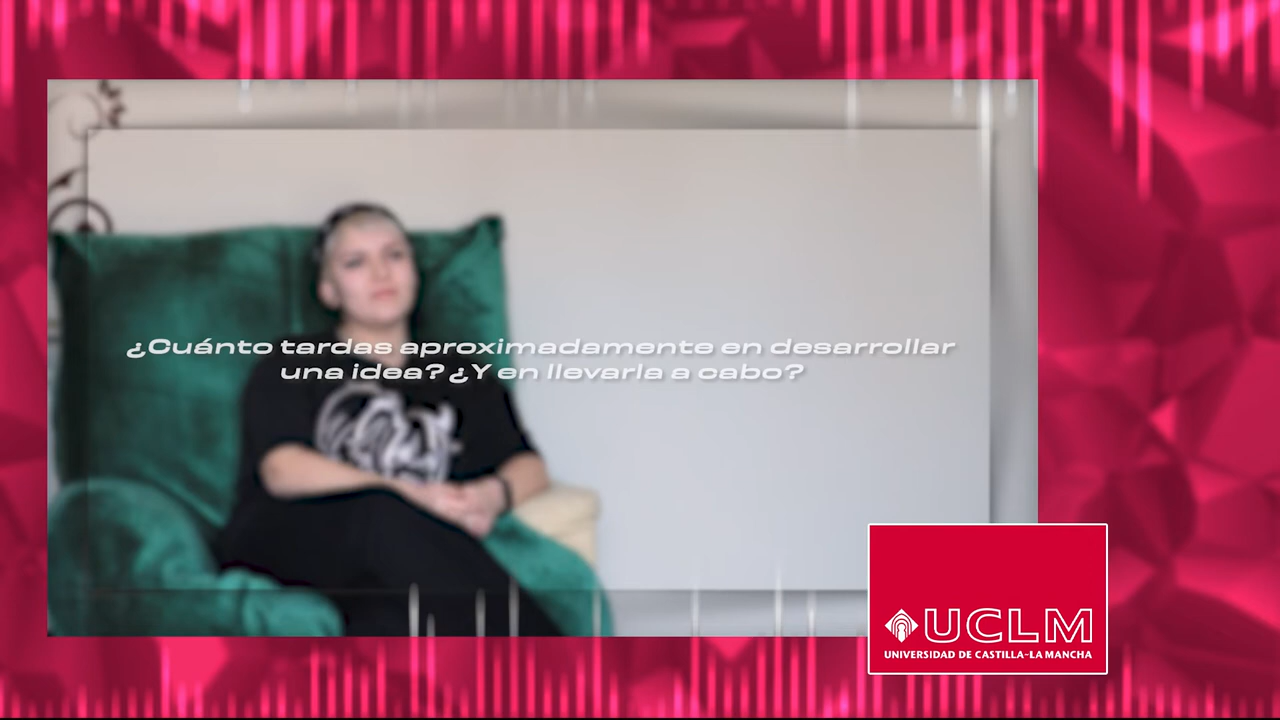 ¿Cuánto tardas aproximadamente en desarrollar
una idea? ¿Y en llevarla a cabo?
UCLM
UNIVERSIDAD DE CASTILLA-LA MANCHA